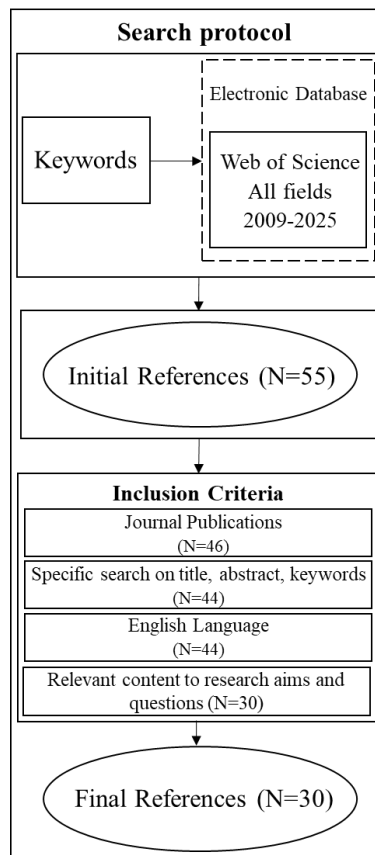 Search protocol
Electronic Database
Keywords
Web of Science
All fields
2009-2025
Initial References (N=55)
Inclusion Criteria
Journal Publications
(N=46)
Specific search on title, abstract, keywords
(N=44)
English Language
(N=44)
Relevant content to research aims and
questions (N=30)
Final References (N=30)